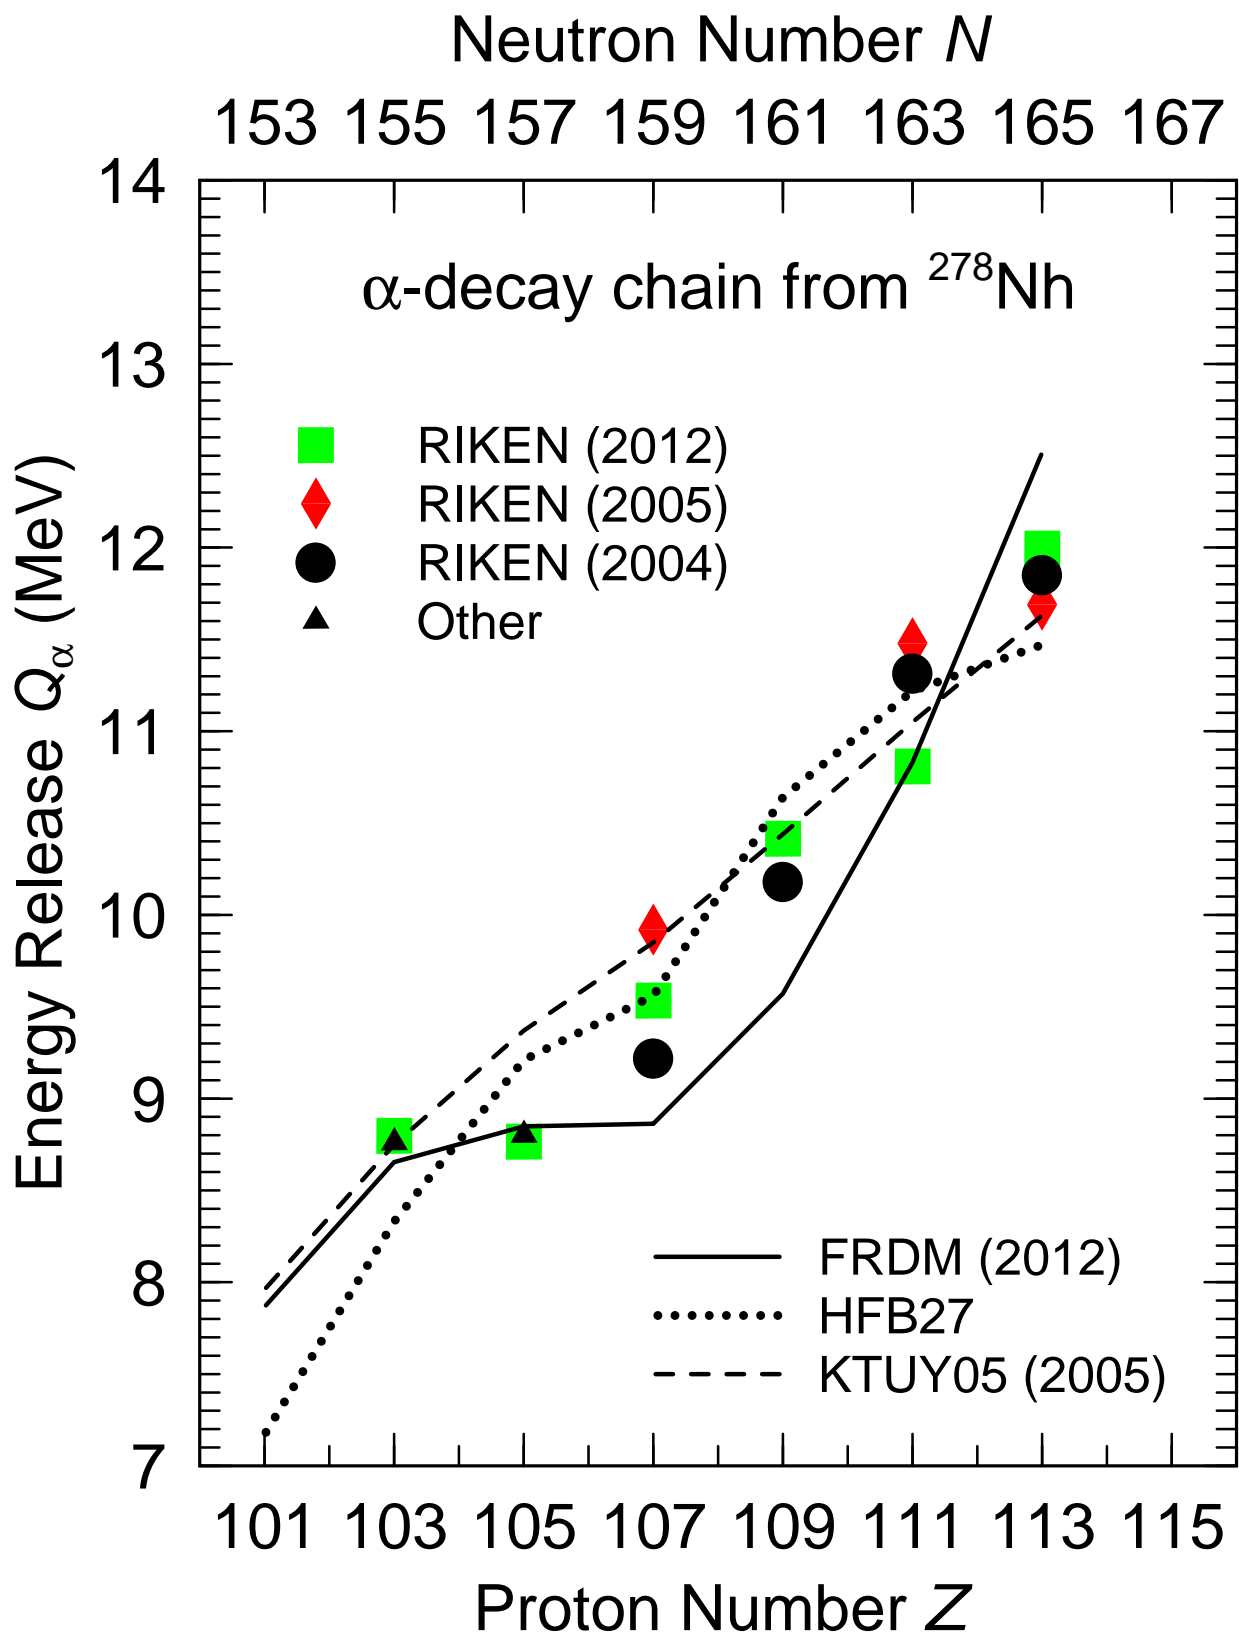 Neutron Number N
153 155 157 159 161 163 165 167
14
α-decay chain from ²⁷⁸Nh
13
RIKEN (2012)
RIKEN (2005)
12
RIKEN (2004)
Other
11
10
9
8
7
Energy Release Qα (MeV)
FRDM (2012)
HFB27
KTUY05 (2005)
101 103 105 107 109 111 113 115
Proton Number Z